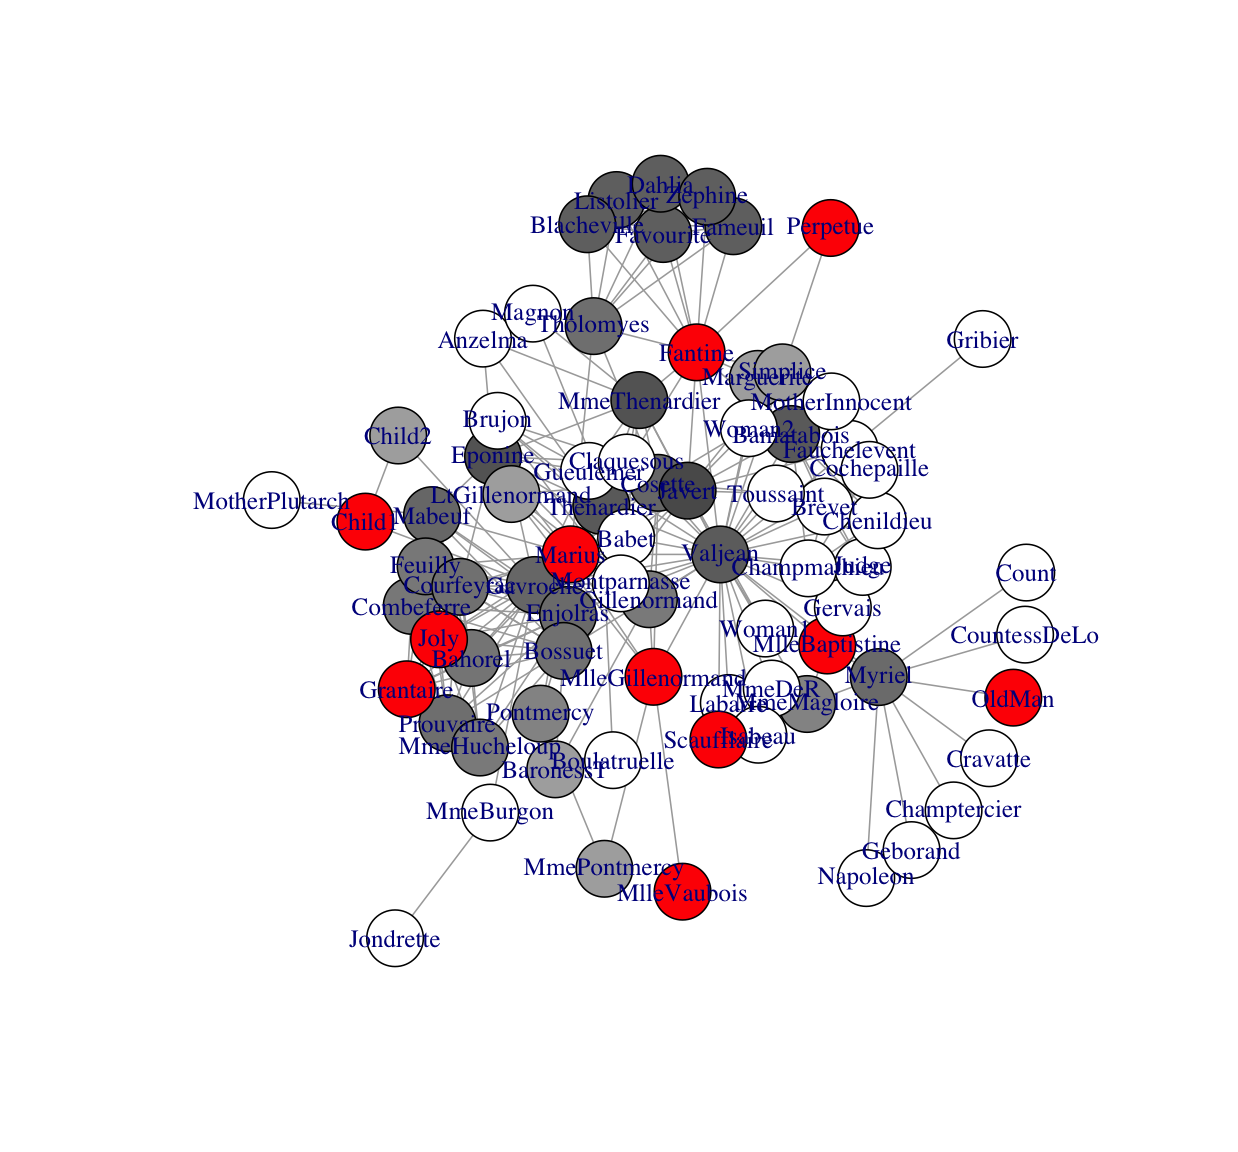 Dahlia
Listolier
Zephine
Blacheville
Favourite
Fameuil
Perpetue
Magnon
Tholomyes
Anzelma
Fantine
Gribier
Simplice
Marguerite
MmeThenardier
MotherInnocent
Brujon
Woman2
Bamatabois
Child2
Fauchelevent
Eponine
Claquesous
Cochepaille
Gueulemer
Cosette
Javert
LtGillenormand
Toussaint
MotherPlutarch
Thenardier
Brevet
Child1
Mabeuf
Chenildieu
Babet
Marius
Valjean
Feuilly
Champmathieu
Judge
Count
Courfeyrac
Gavroche
Montparnasse
Gillenormand
Combeferre
Enjolras
Gervais
Woman1
CountessDeLo
Joly
MlleBaptistine
Bossuet
Bahorel
MlleGillenormand
Myriel
Grantaire
MmeDeR
Labarre
MmeMagloire
OldMan
Pontmercy
Prouvaire
Scaufflaire
Isabeau
MmeHucheloup
Boulatruelle
BaronessT
Cravatte
MmeBurgon
Champtercier
Geborand
MmePontmercy
Napoleon
MlleVaubois
Jondrette